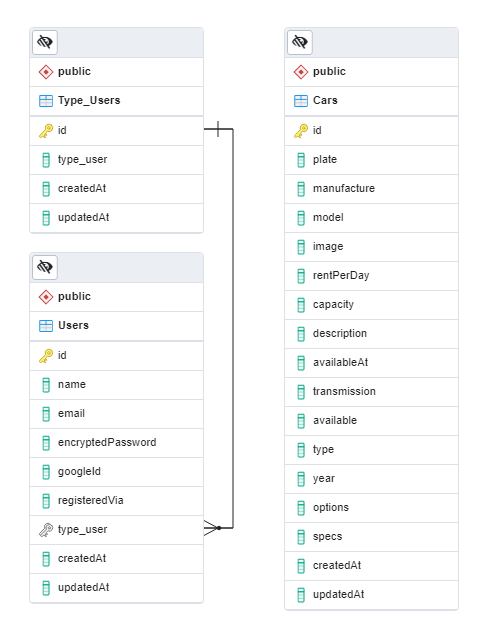 public
Type_Users
id
type_user
createdAt
updatedAt
public
Users
id
name
email
encryptedPassword
googleId
registeredVia
type_user
createdAt
updatedAt
public
Cars
id
plate
manufacture
model
image
rentPerDay
capacity
description
availableAt
transmission
available
type
year
options
specs
createdAt
updatedAt